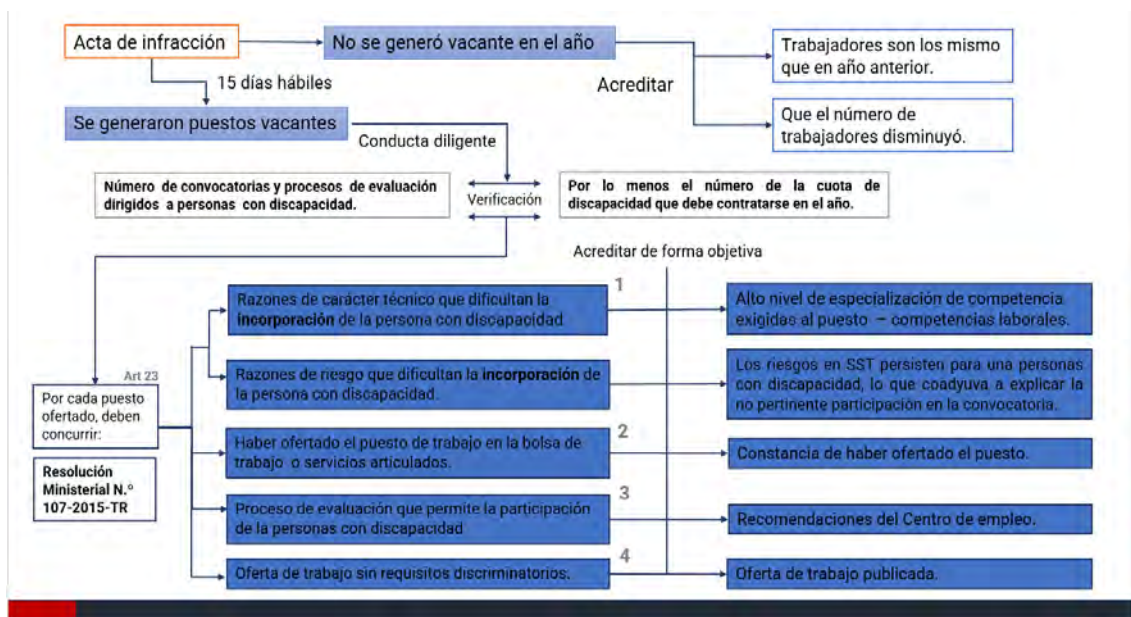 Acta de infracción
No se generó vacante en el año
Trabajadores son los mismo
que en año anterior.
15 días hábiles
Acreditar
Se generaron puestos vacantes
Que el número de
trabajadores disminuyó.
Conducta diligente
Número de convocatorias y procesos de evaluación
dirigidos a personas con discapacidad.
Verificación
Por lo menos el número de la cuota de
discapacidad que debe contratarse en el año.
Acreditar de forma objetiva
Razones de carácter técnico que dificultan la
incorporación de la persona con discapacidad
1
Alto nivel de especialización de competencia
exigidas al puesto – competencias laborales.
Razones de riesgo que dificultan la incorporación de
la persona con discapacidad.
Los riesgos en SST persisten para una personas
con discapacidad, lo que coadyuva a explicar la
no pertinente participación en la convocatoria.
Art 23
Por cada puesto
ofertado, deben
concurrir:
Haber ofertado el puesto de trabajo en la bolsa de
trabajo o servicios articulados.
2
Constancia de haber ofertado el puesto.
Resolución
Ministerial N.°
107-2015-TR
Proceso de evaluación que permite la participación
de la personas con discapacidad
3
Recomendaciones del Centro de empleo.
Oferta de trabajo sin requisitos discriminatorios.
4
Oferta de trabajo publicada.